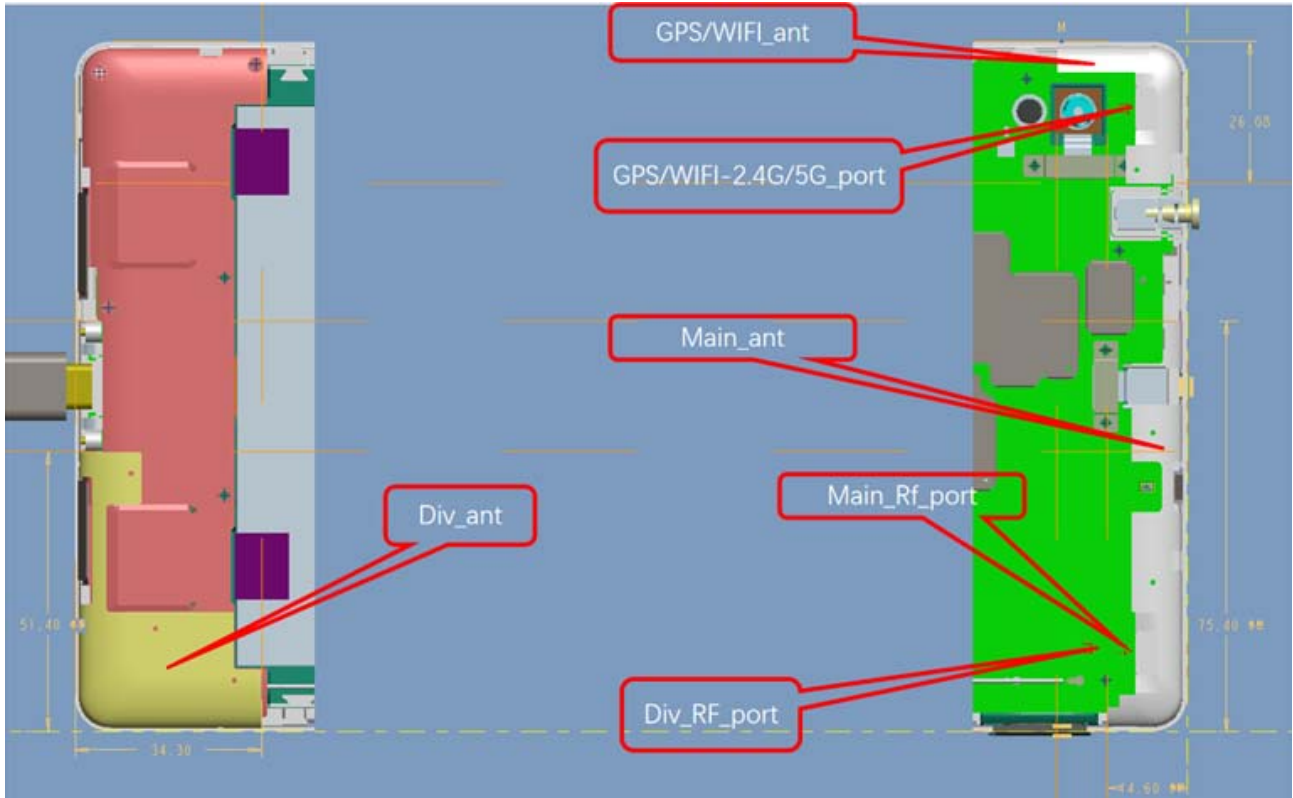 GPS/WIFI_ant
M
26.08
GPS/WIFI-2.4G/5G_port
Main_ant
Main_Rf_port
Div_ant
51.40
75.40
Div_RF_port
34.30
4.60